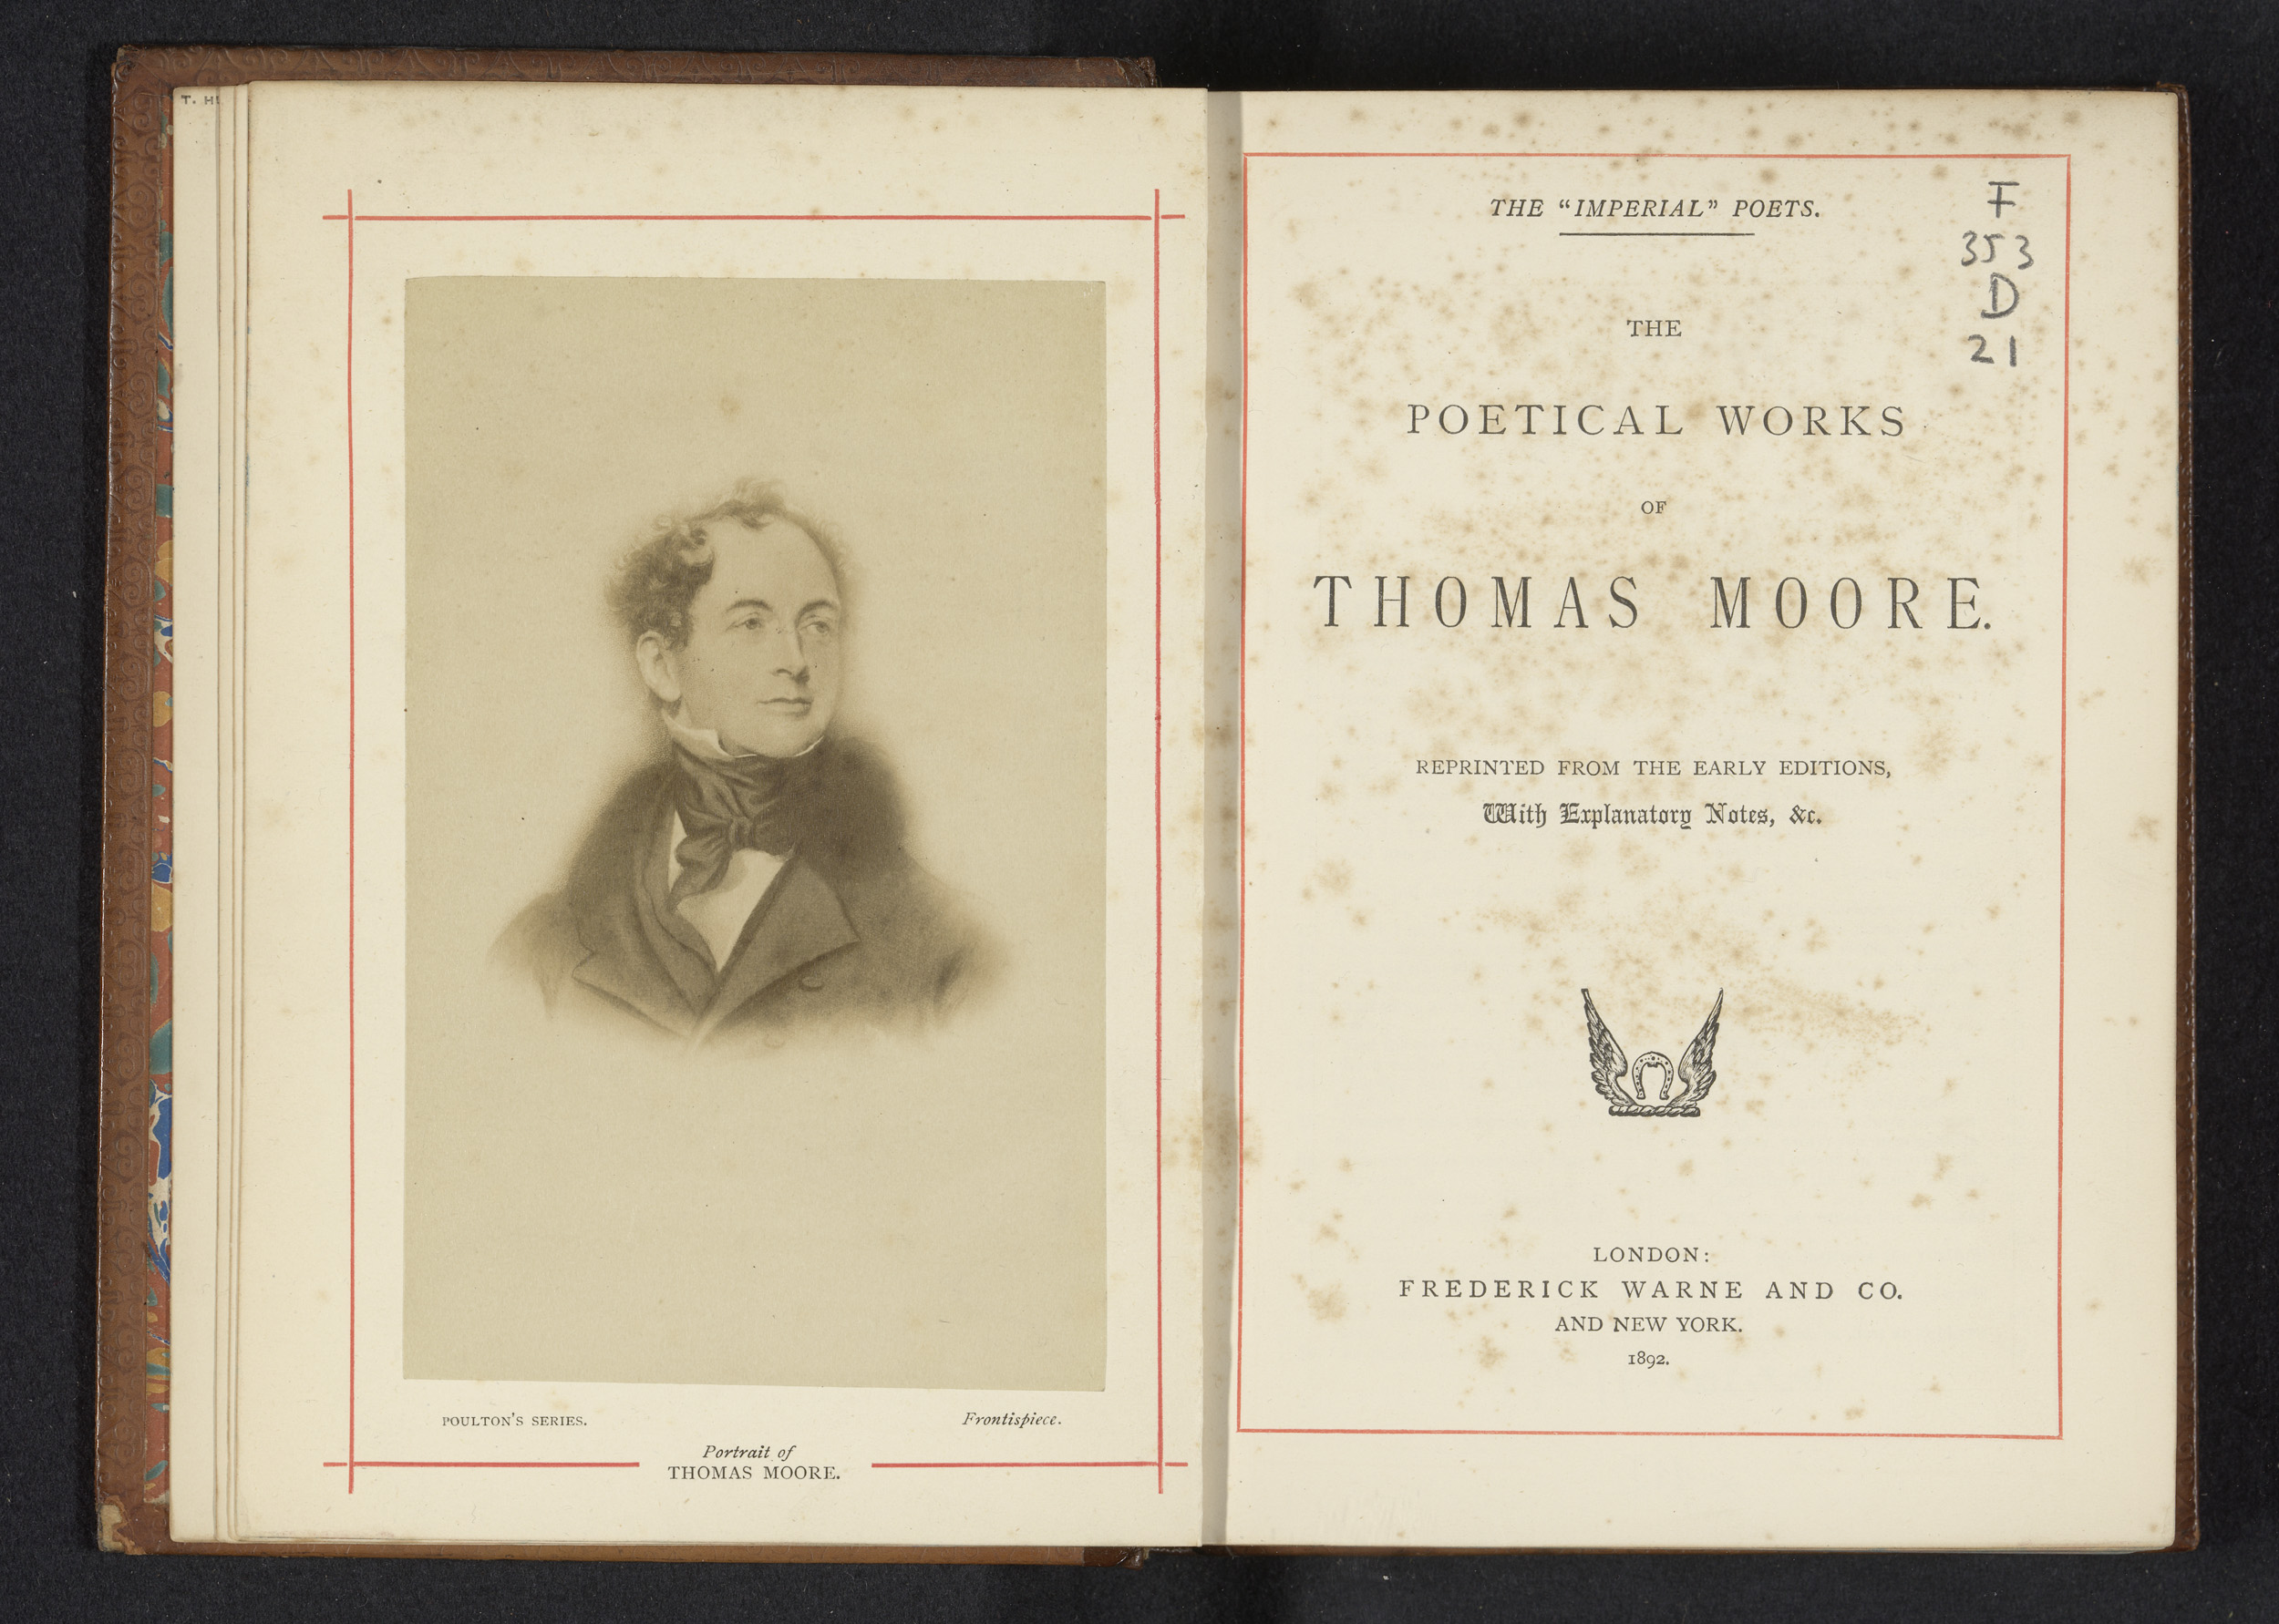 T. H
POULTON'S SERIES.
Frontispiece.
Portrait of
THOMAS MOORE.
THE "IMPERIAL" POETS.
F
353
D
21
THE
POETICAL WORKS
OF
THOMAS MOORE.
REPRINTED FROM THE EARLY EDITIONS,
With Explanatory Notes, &c.
LONDON:
FREDERICK WARNE AND CO.
AND NEW YORK.
1892.